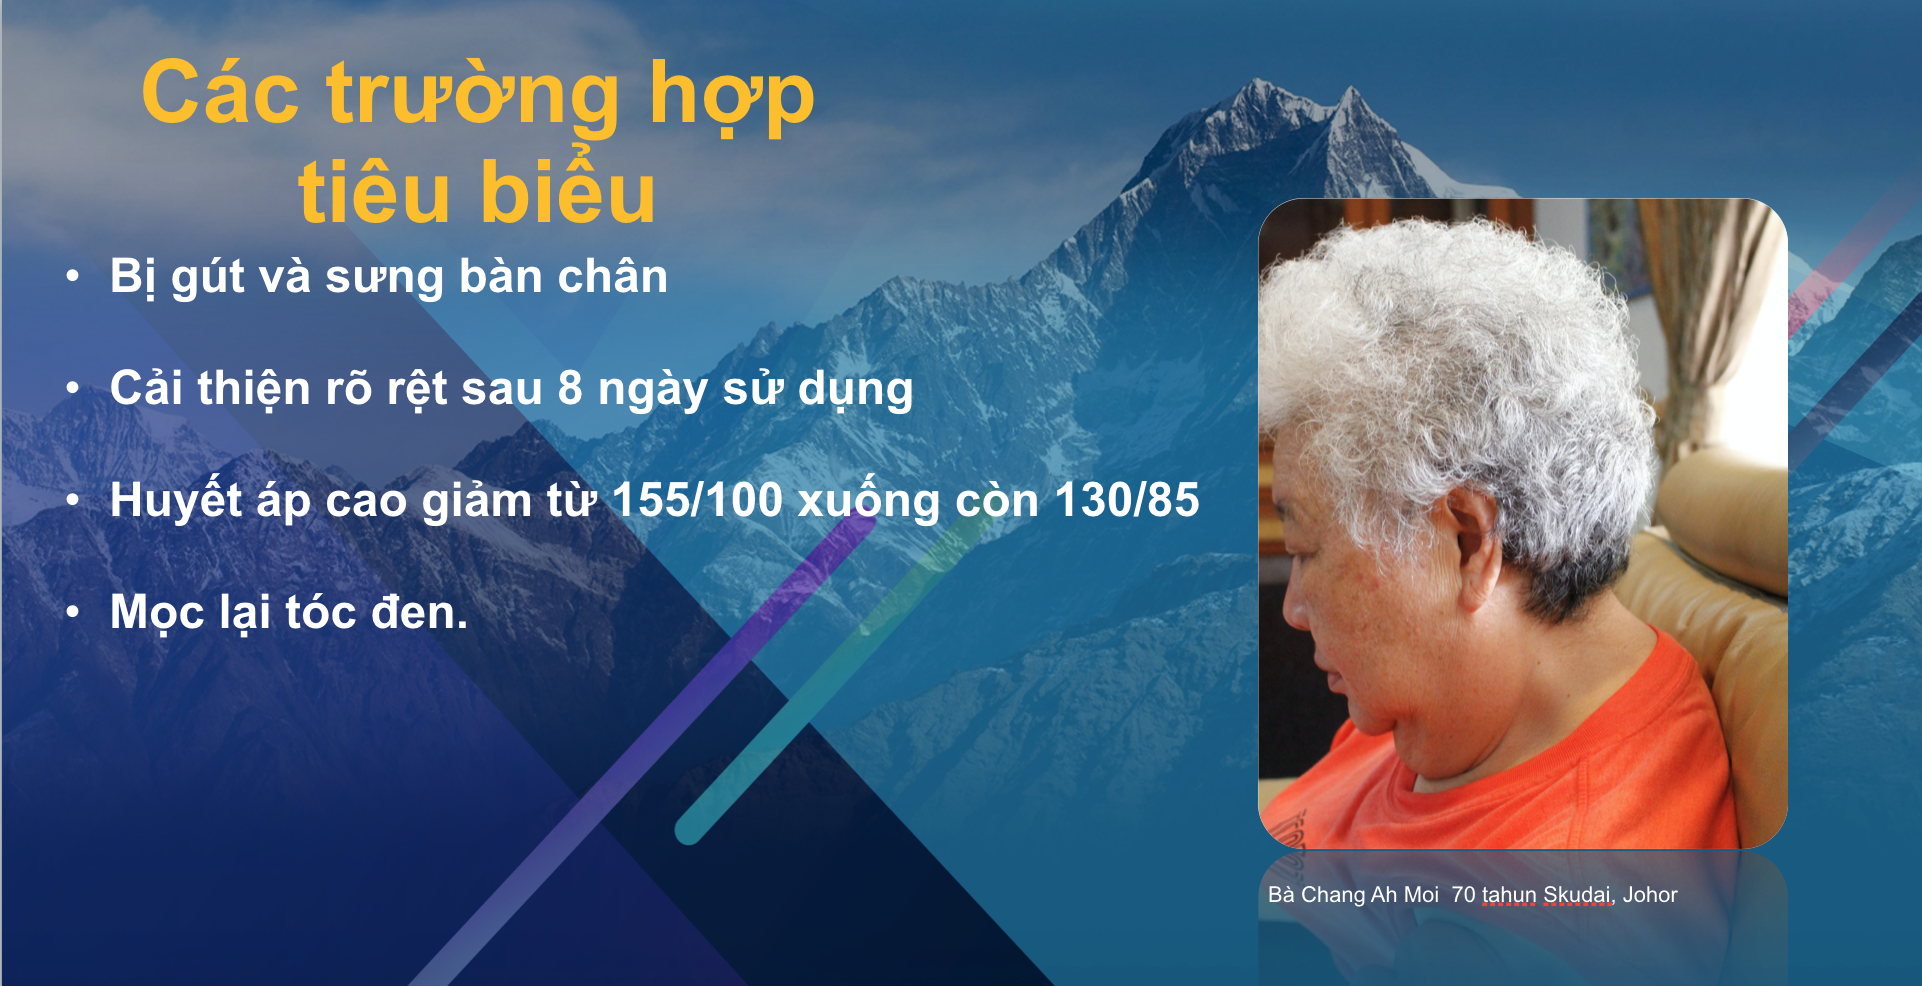 Các trường hợp
tiêu biểu
• Bị gút và sưng bàn chân
• Cải thiện rõ rệt sau 8 ngày sử dụng
• Huyết áp cao giảm từ 155/100 xuống còn 130/85
• Mọc lại tóc đen.
Bà Chang Ah Moi  70 tahun Skudai, Johor